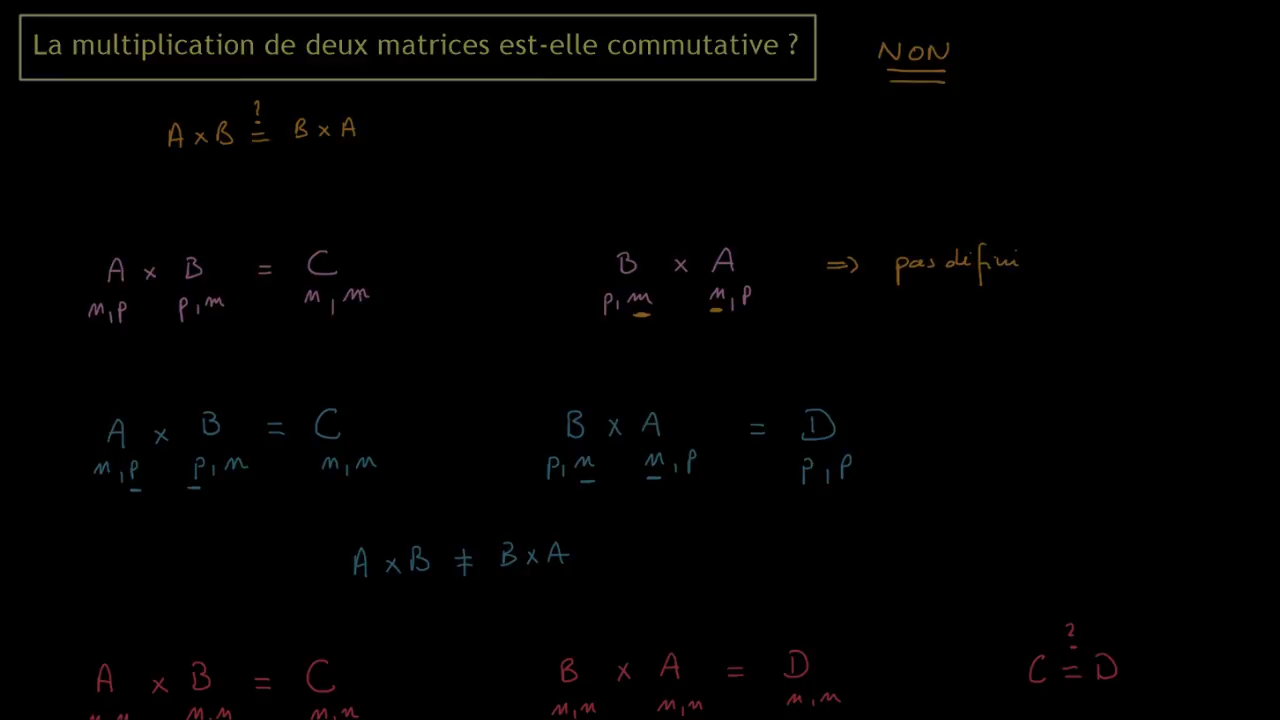 La multiplication de deux matrices est-elle commutative ? NON
A × B ≟ B × A
A × B = C B × A ⇒ pas défini
n,p p,m n,m p,m n,p
A × B = C B × A = D
n,p p,n n,n p,n n,p p,p
A × B ≠ B × A
A × B = C B × A = D C ≟ D
n,n n,n n,n n,n n,n n,n